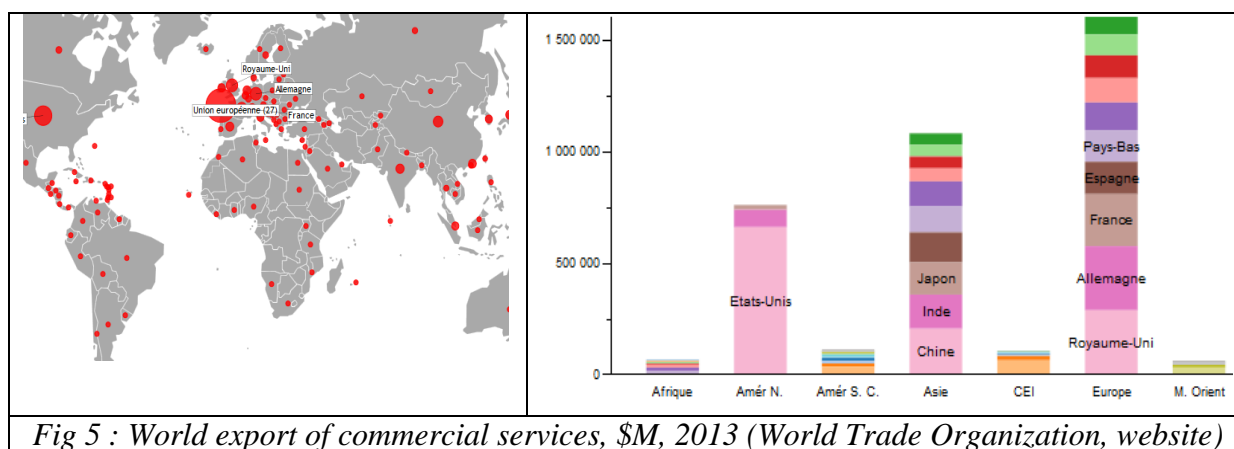 Royaume-Uni
Allemagne
Union européenne (27)
France
1 500 000
1 000 000
500 000
0
Pays-Bas
Espagne
France
Allemagne
Royaume-Uni
Etats-Unis
Japon
Inde
Chine
Afrique Amér N. Amér S. C. Asie CEI Europe M. Orient
Fig 5 : World export of commercial services, $M, 2013 (World Trade Organization, website)